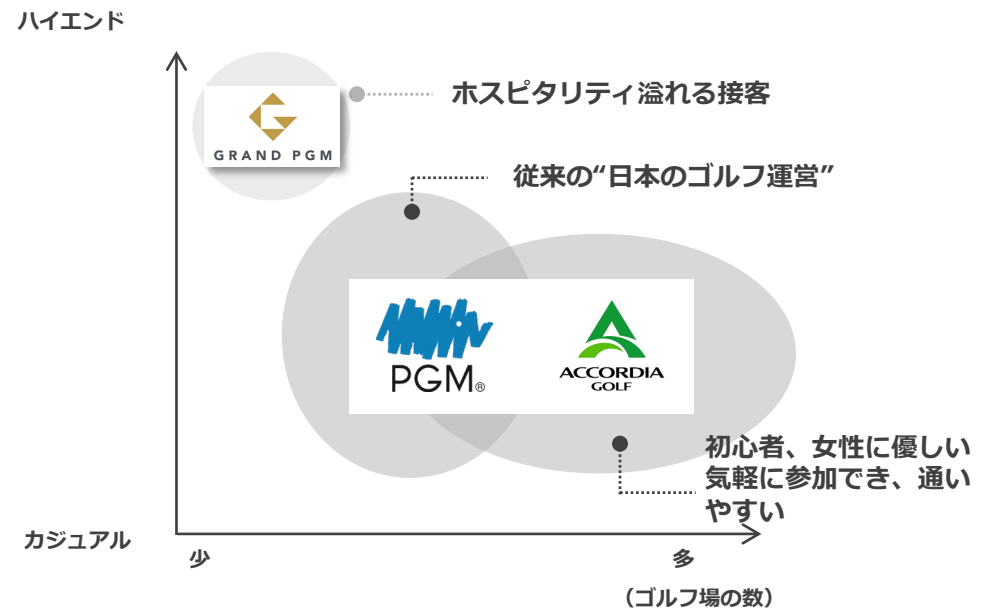 ハイエンド
ホスピタリティ溢れる接客
GRAND PGM
従来の“日本のゴルフ運営”
PGM®
ACCORDIA
GOLF
初心者、女性に優しい
気軽に参加でき、通い
やすい
カジュアル
少
多
（ゴルフ場の数）